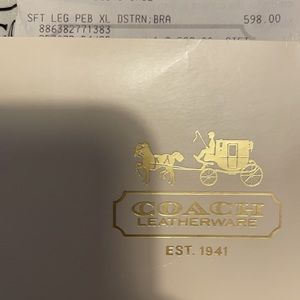 SFT LEG PEB XL DSTRN;BRA 598.00
886382771383
COACH
LEATHERWARE
EST. 1941